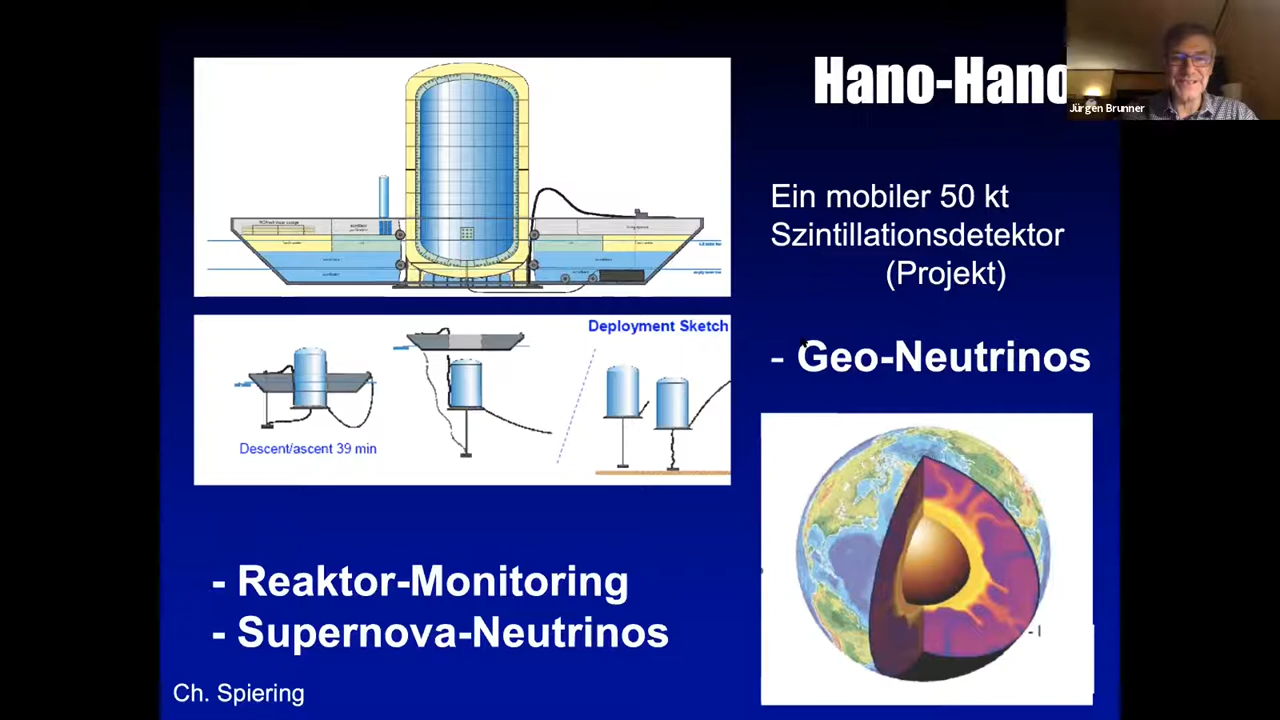 Hano-Hano
Jürgen Brunner
Ein mobiler 50 kt
Szintillationsdetektor
(Projekt)
Deployment Sketch
- Geo-Neutrinos
Descent/ascent 39 min
- Reaktor-Monitoring
- Supernova-Neutrinos
Ch. Spiering